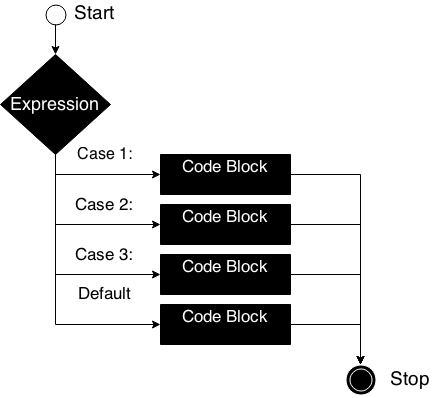 Start
Expression
Case 1:
Code Block
Case 2:
Code Block
Case 3:
Code Block
Default
Code Block
Stop